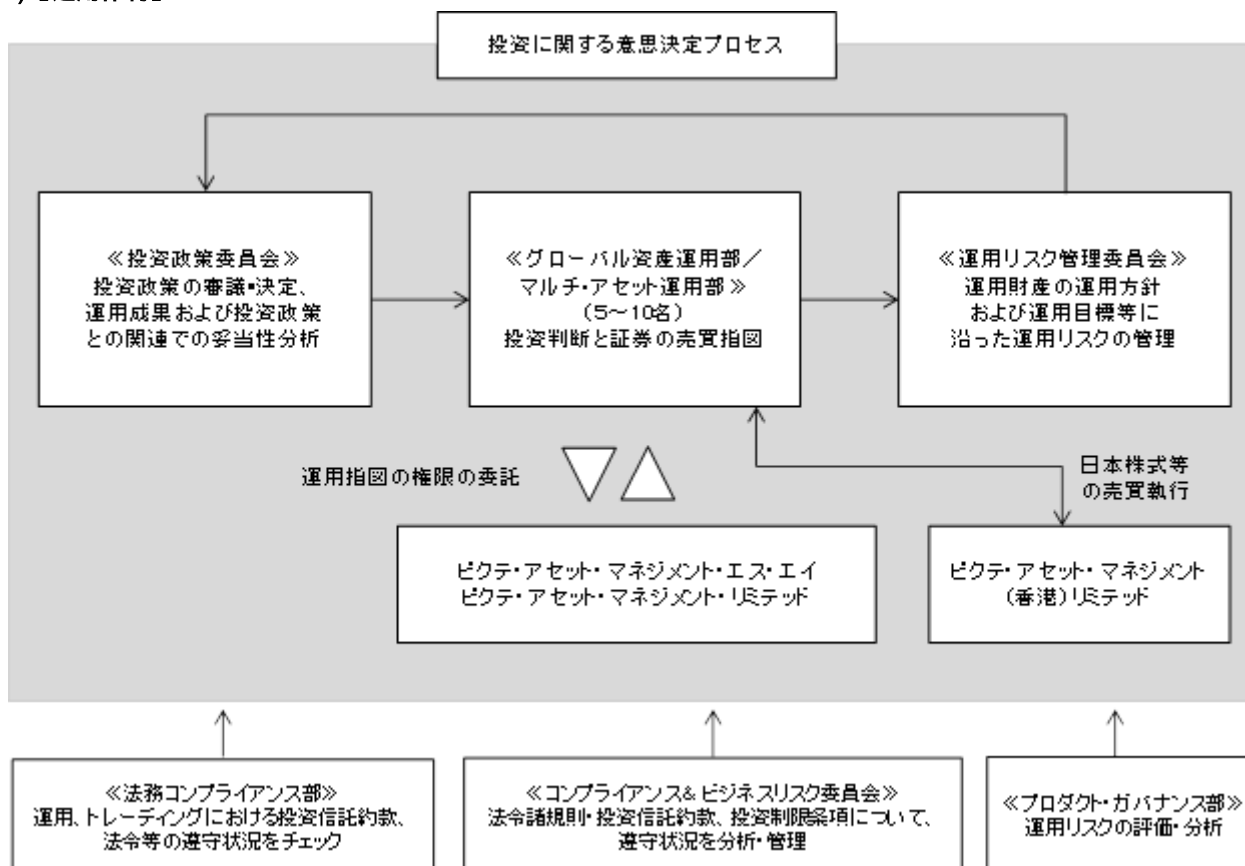 投資に関する意思決定プロセス
≪投資政策委員会≫
投資政策の審議・決定、
運用成果および投資政策
との関連での妥当性分析
≪グローバル資産運用部／
マルチ・アセット運用部≫
(5～10名)
投資判断と証券の売買指図
≪運用リスク管理委員会≫
運用財産の運用方針
および運用目標等に
沿った運用リスクの管理
運用指図の権限の委託
日本株式等
の売買執行
ピクテ・アセット・マネジメント・エス・エイ
ピクテ・アセット・マネジメント・リミテッド
ピクテ・アセット・マネジメント
(香港)リミテッド
≪法務コンプライアンス部≫
運用、トレーディングにおける投資信託約款、
法令等の遵守状況をチェック
≪コンプライアンス＆ビジネスリスク委員会≫
法令諸規則・投資信託約款、投資制限条項について、
遵守状況を分析・管理
≪プロダクト・ガバナンス部≫
運用リスクの評価・分析